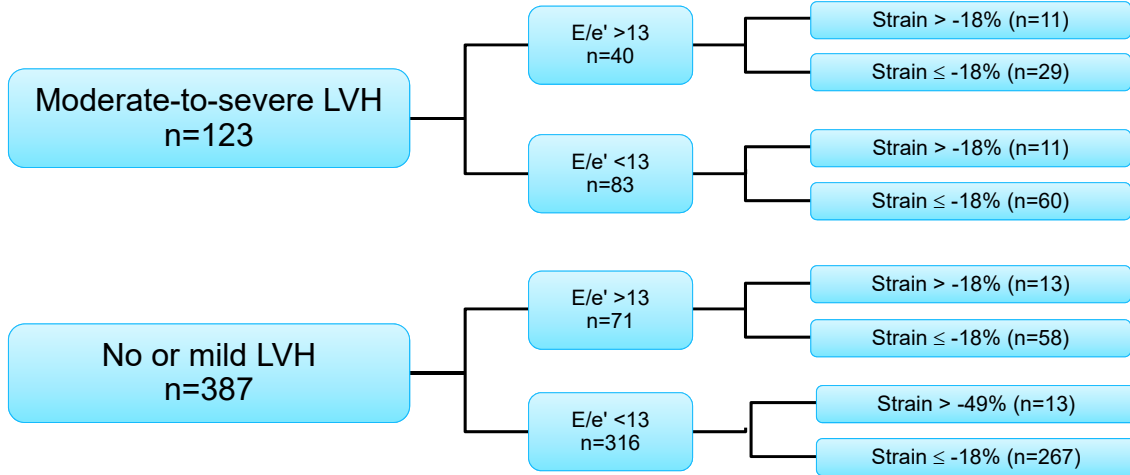 Moderate-to-severe LVH
n=123
E/e' >13
n=40
Strain > -18% (n=11)
Strain ≤ -18% (n=29)
E/e' <13
n=83
Strain > -18% (n=11)
Strain ≤ -18% (n=60)
No or mild LVH
n=387
E/e' >13
n=71
Strain > -18% (n=13)
Strain ≤ -18% (n=58)
E/e' <13
n=316
Strain > -49% (n=13)
Strain ≤ -18% (n=267)